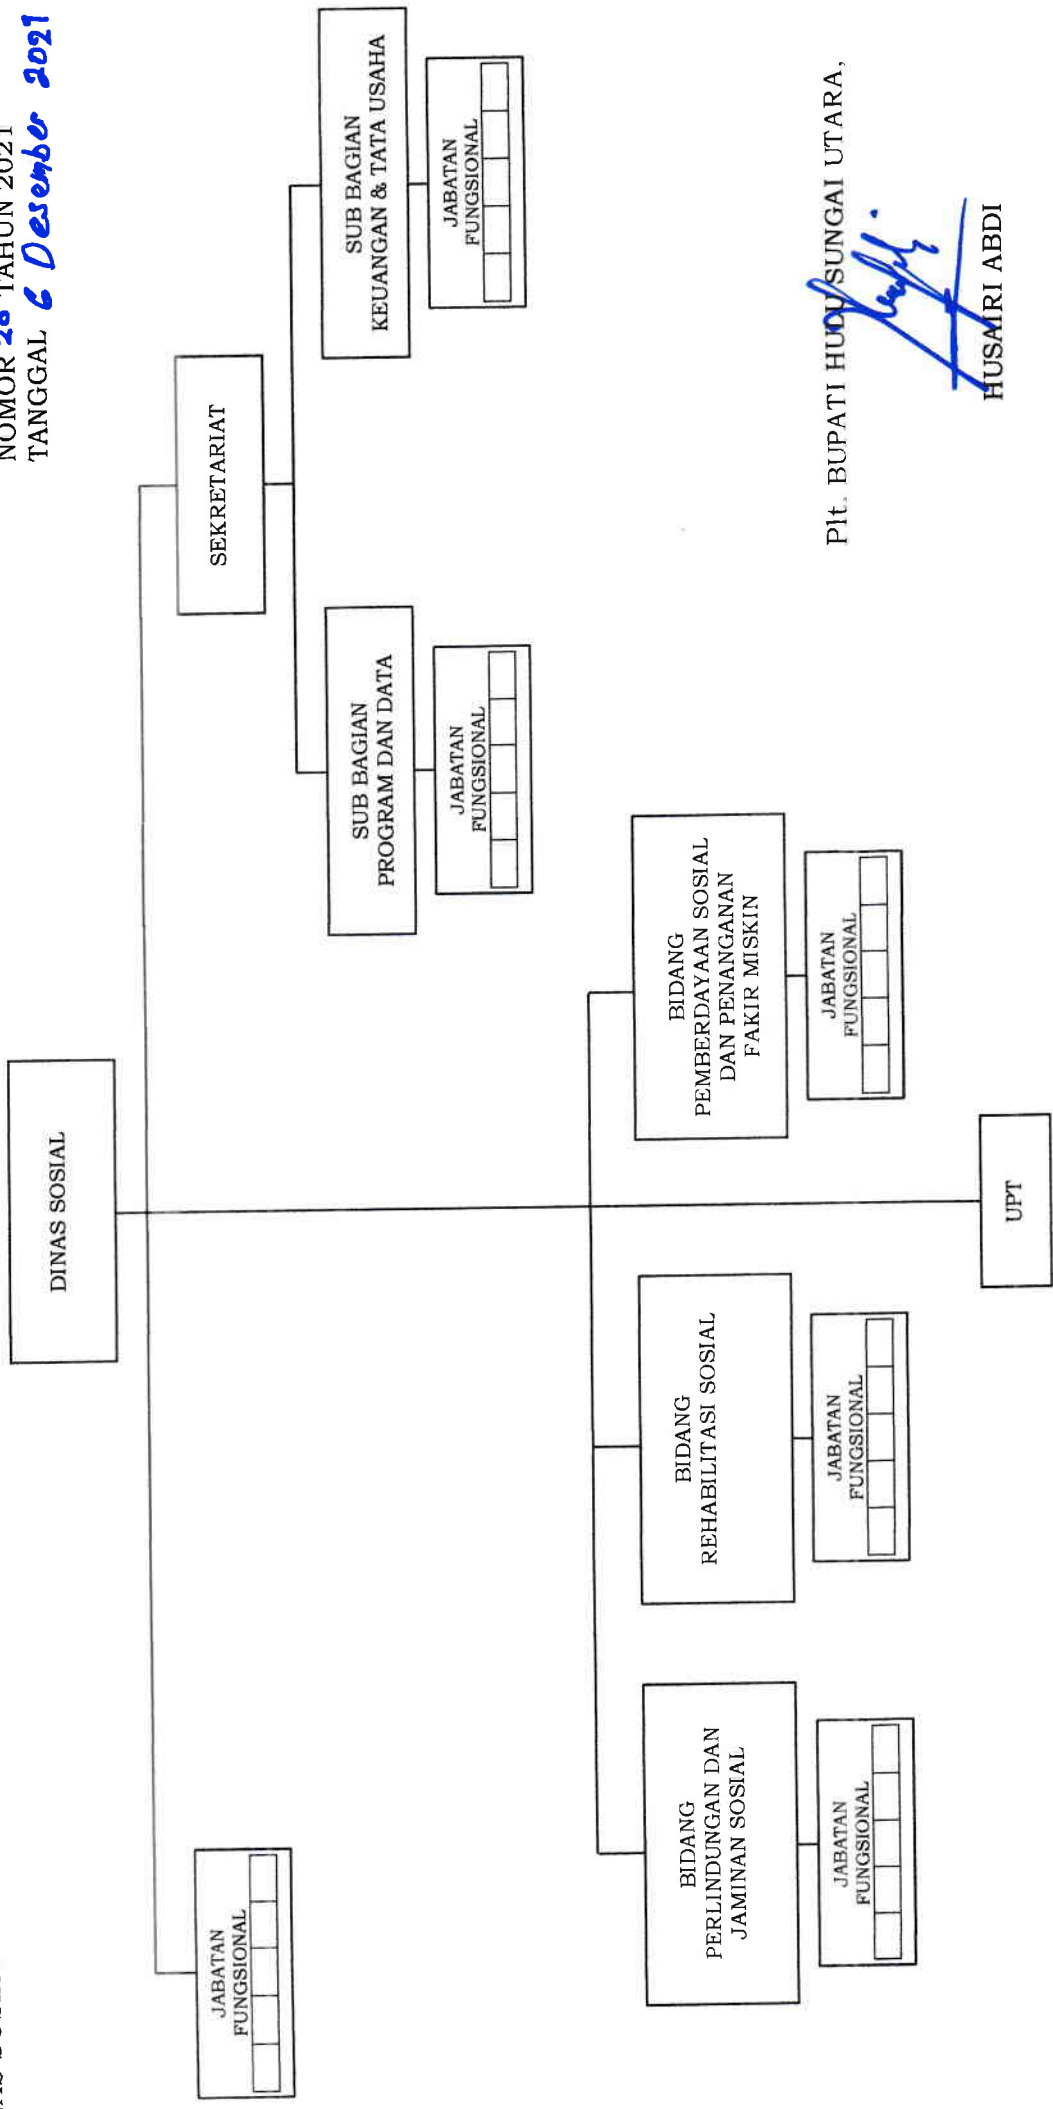 NOMOR 28 TAHUN 2021
TANGGAL 6 Desember 2021
DINAS SOSIAL
JABATAN
FUNGSIONAL
SEKRETARIAT
SUB BAGIAN
PROGRAM DAN DATA
JABATAN
FUNGSIONAL
SUB BAGIAN
KEUANGAN & TATA USAHA
JABATAN
FUNGSIONAL
BIDANG
PERLINDUNGAN DAN
JAMINAN SOSIAL
JABATAN
FUNGSIONAL
BIDANG
REHABILITASI SOSIAL
JABATAN
FUNGSIONAL
BIDANG
PEMBERDAYAAN SOSIAL
DAN PENANGANAN
FAKIR MISKIN
JABATAN
FUNGSIONAL
UPT
Plt. BUPATI HULU SUNGAI UTARA,
HUSAIRI ABDI